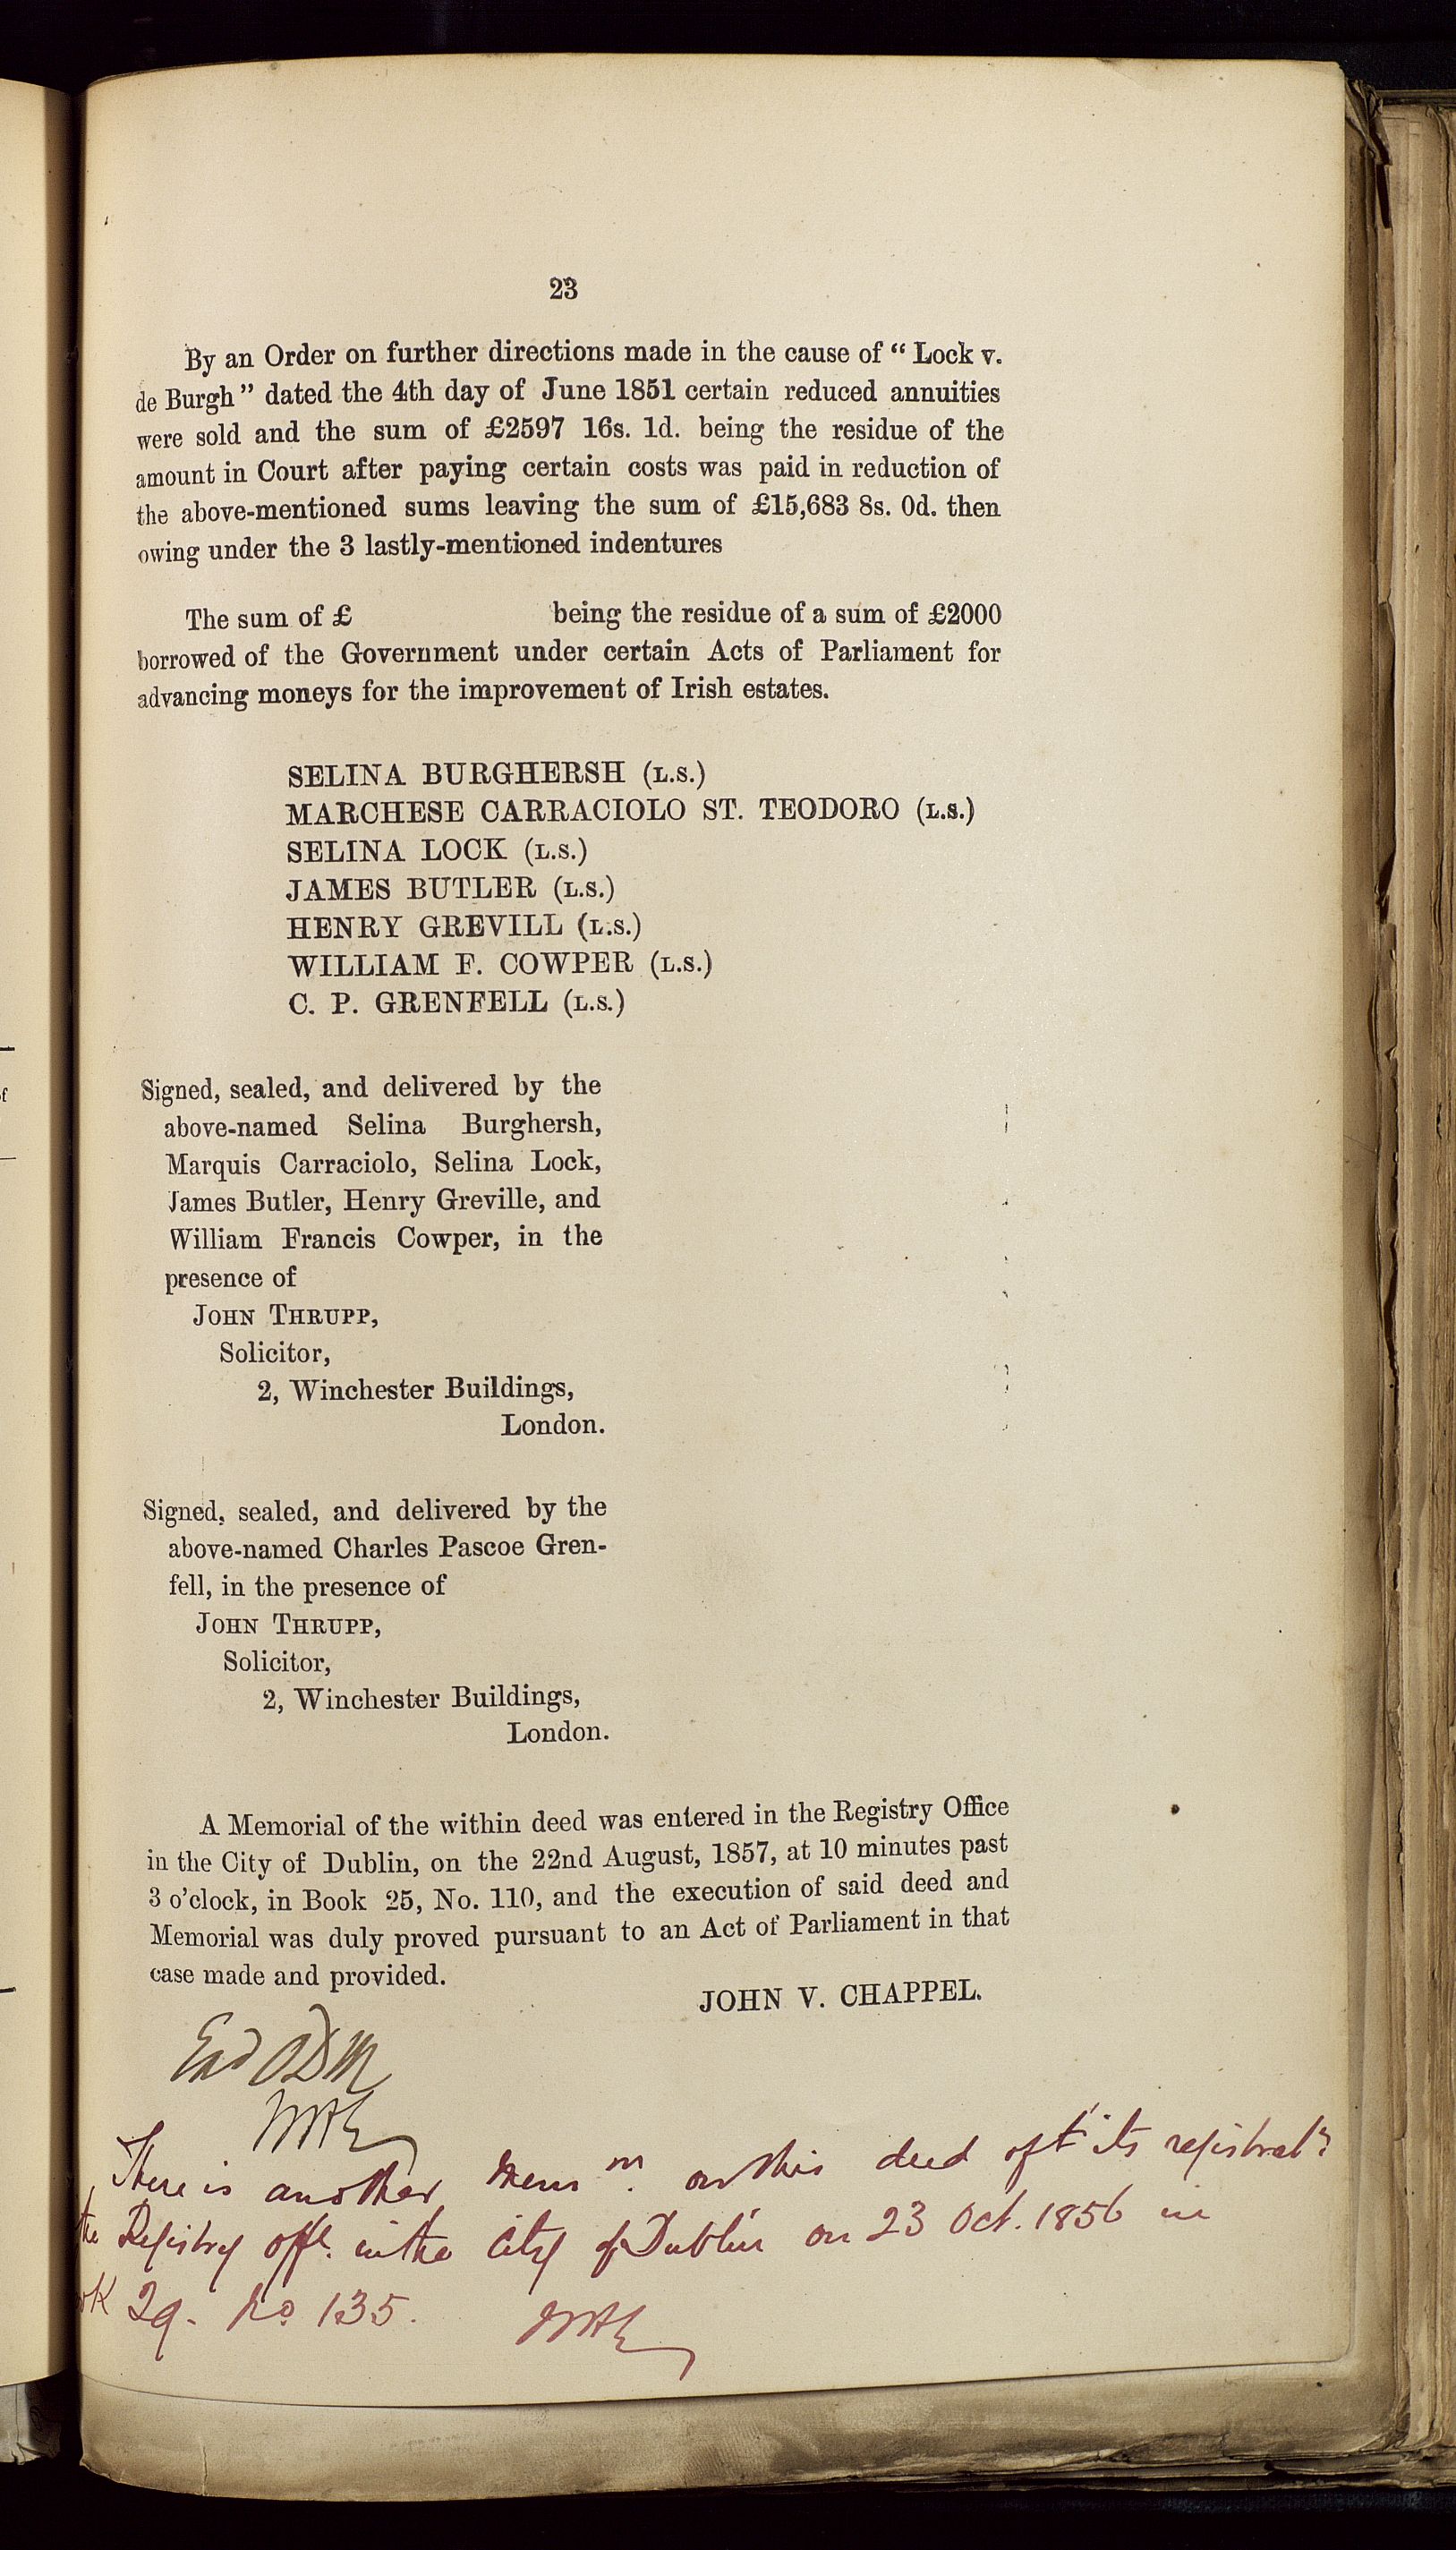 23
By an Order on further directions made in the cause of “ Lock v.
de Burgh ” dated the 4th day of June 1851 certain reduced annuities
were sold and the sum of £2597 16s. 1d. being the residue of the
amount in Court after paying certain costs was paid in reduction of
the above-mentioned sums leaving the sum of £15,683 8s. 0d. then
owing under the 3 lastly-mentioned indentures
The sum of £ being the residue of a sum of £2000
borrowed of the Government under certain Acts of Parliament for
advancing moneys for the improvement of Irish estates.
SELINA BURGHERSH (L.S.)
MARCHESE CARRACIOLO ST. TEODORO (L.S.)
SELINA LOCK (L.S.)
JAMES BUTLER (L.S.)
HENRY GREVILL (L.S.)
WILLIAM F. COWPER (L.S.)
C. P. GRENFELL (L.S.)
Signed, sealed, and delivered by the
above-named Selina Burghersh,
Marquis Carraciolo, Selina Lock,
James Butler, Henry Greville, and
William Francis Cowper, in the
presence of
JOHN THRUPP,
Solicitor,
2, Winchester Buildings,
London.
Signed, sealed, and delivered by the
above-named Charles Pascoe Gren-
fell, in the presence of
JOHN THRUPP,
Solicitor,
2, Winchester Buildings,
London.
A Memorial of the within deed was entered in the Registry Office
in the City of Dublin, on the 22nd August, 1857, at 10 minutes past
3 o’clock, in Book 25, No. 110, and the execution of said deed and
Memorial was duly proved pursuant to an Act of Parliament in that
case made and provided.
JOHN V. CHAPPEL.
There is another Mem m. on this deed of its registratn
the Registry offe. in the City of Dublin on 23 Oct. 1856 in
29. No 135.